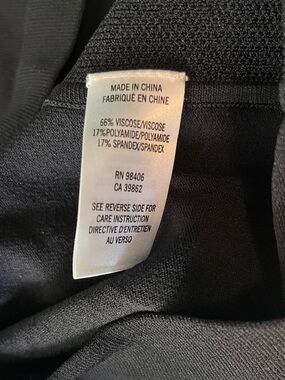 MADE IN CHINA
FABRIQUÉ EN CHINE
66% VISCOSE/VISCOSE
17%POLYAMIDE/POLYAMIDE
17% SPANDEX/SPANDEX
RN 98406
CA 39862
SEE REVERSE SIDE FOR
CARE INSTRUCTION
DIRECTIVE D'ENTRETIEN
AU VERSO